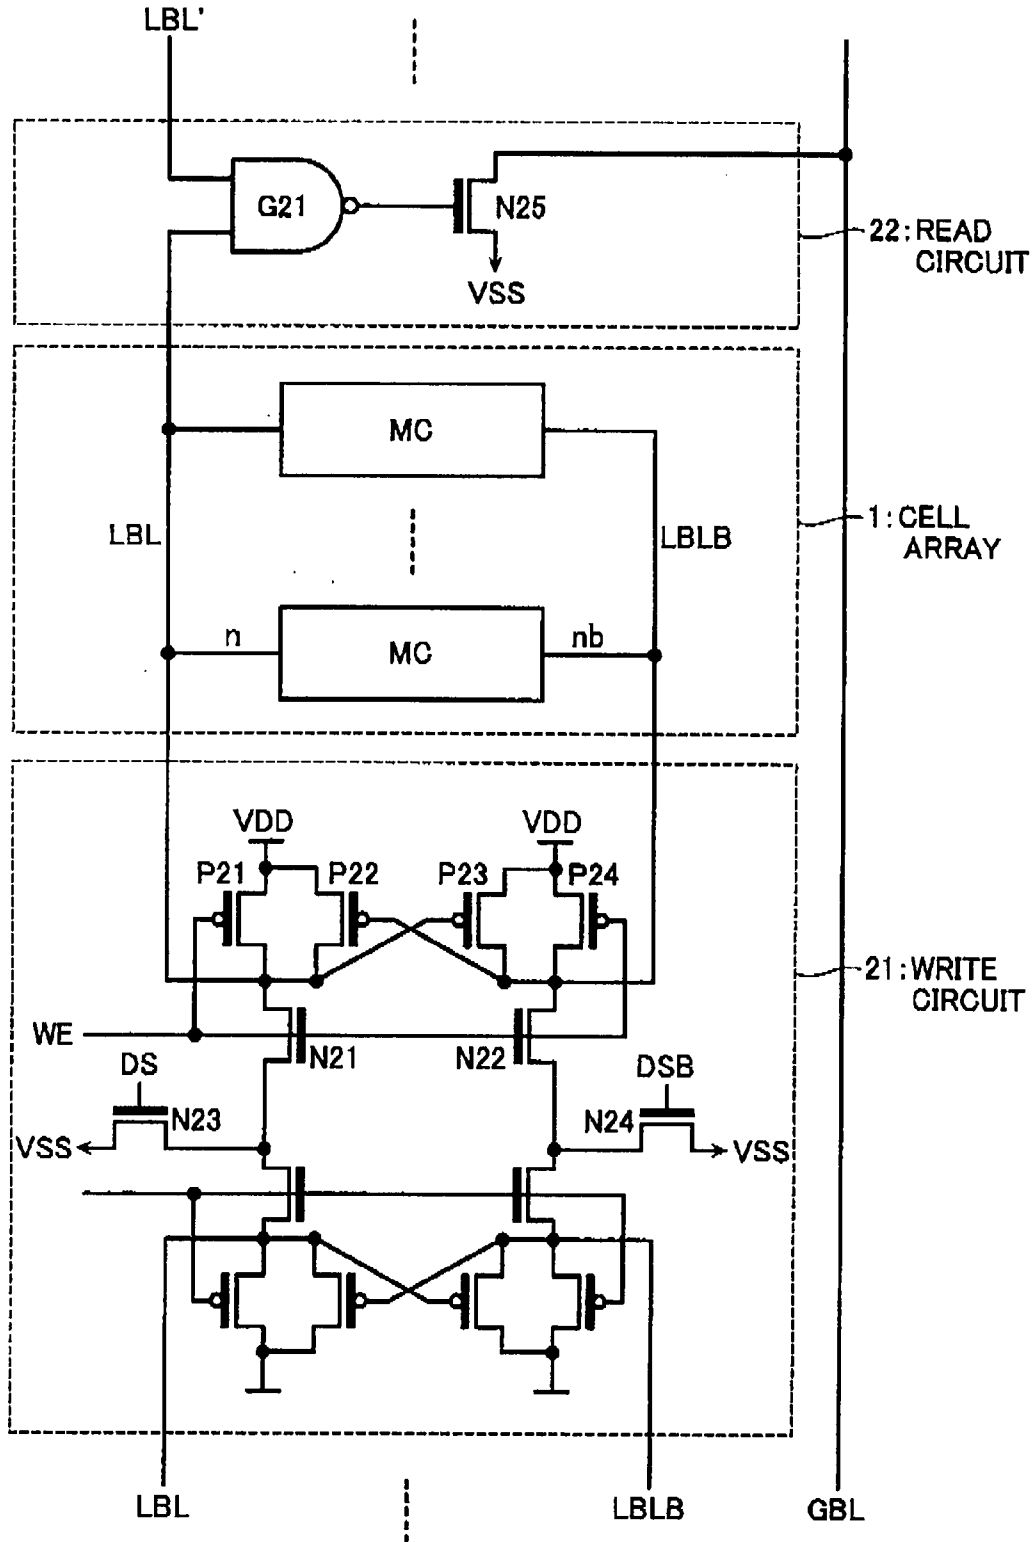 LBL'
G21
N25
VSS
22:READ
CIRCUIT
MC
LBL
LBLB
1:CELL
ARRAY
n
MC
nb
VDD
VDD
P21
P22
P23
P24
21:WRITE
CIRCUIT
WE
N21
N22
DS
DSB
N23
N24
VSS
VSS
LBL
LBLB
GBL